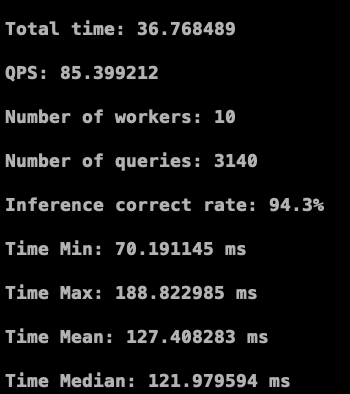 Total time: 36.768489
QPS: 85.399212
Number of workers: 10
Number of queries: 3140
Inference correct rate: 94.3%
Time Min: 70.191145 ms
Time Max: 188.822985 ms
Time Mean: 127.408283 ms
Time Median: 121.979594 ms